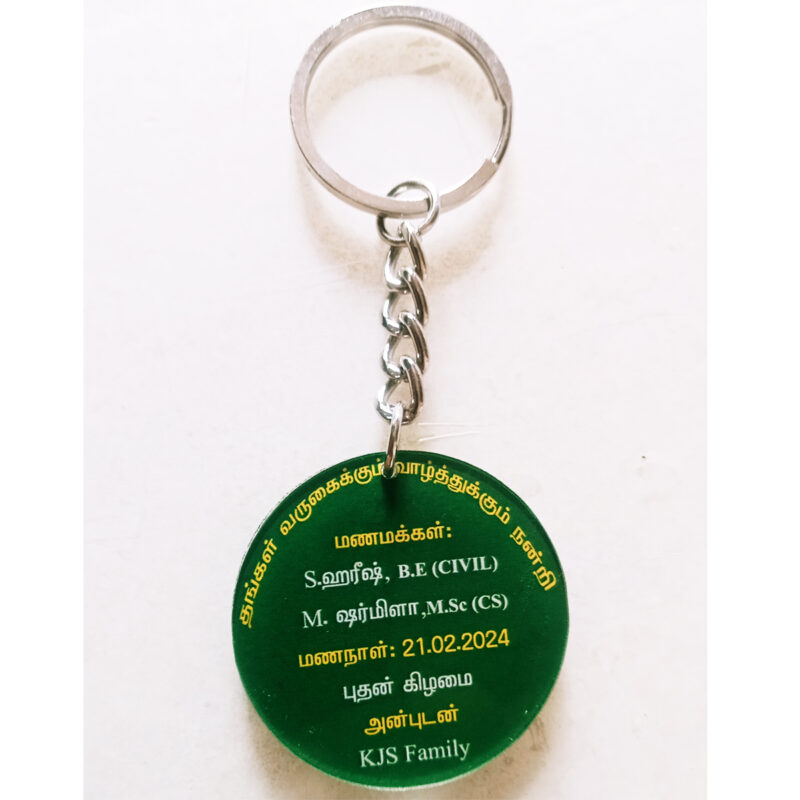 தங்கள் வருகைக்கும் வாழ்த்துக்கும் நன்றி
மணமக்கள்:
S.ஹரீஷ், B.E (CIVIL)
M. ஷர்மிளா,M.Sc (CS)
மணநாள்: 21.02.2024
புதன் கிழமை
அன்புடன்
KJS Family